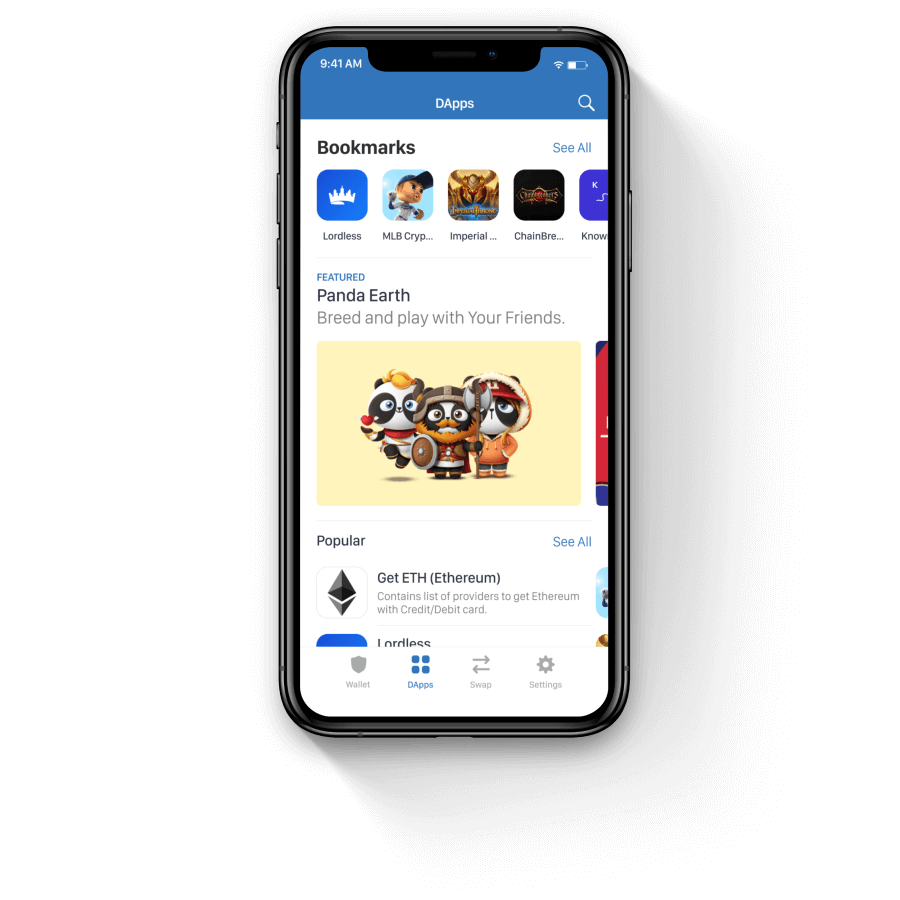 9:41 AM
DApps
Bookmarks
See All
Lordless
MLB Cryp...
Imperial ...
ChainBre...
K
Know
FEATURED
Panda Earth
Breed and play with Your Friends.
Popular
See All
Get ETH (Ethereum)
Contains list of providers to get Ethereum
with Credit/Debit card.
Lordless
Wallet
DApps
Swap
Settings